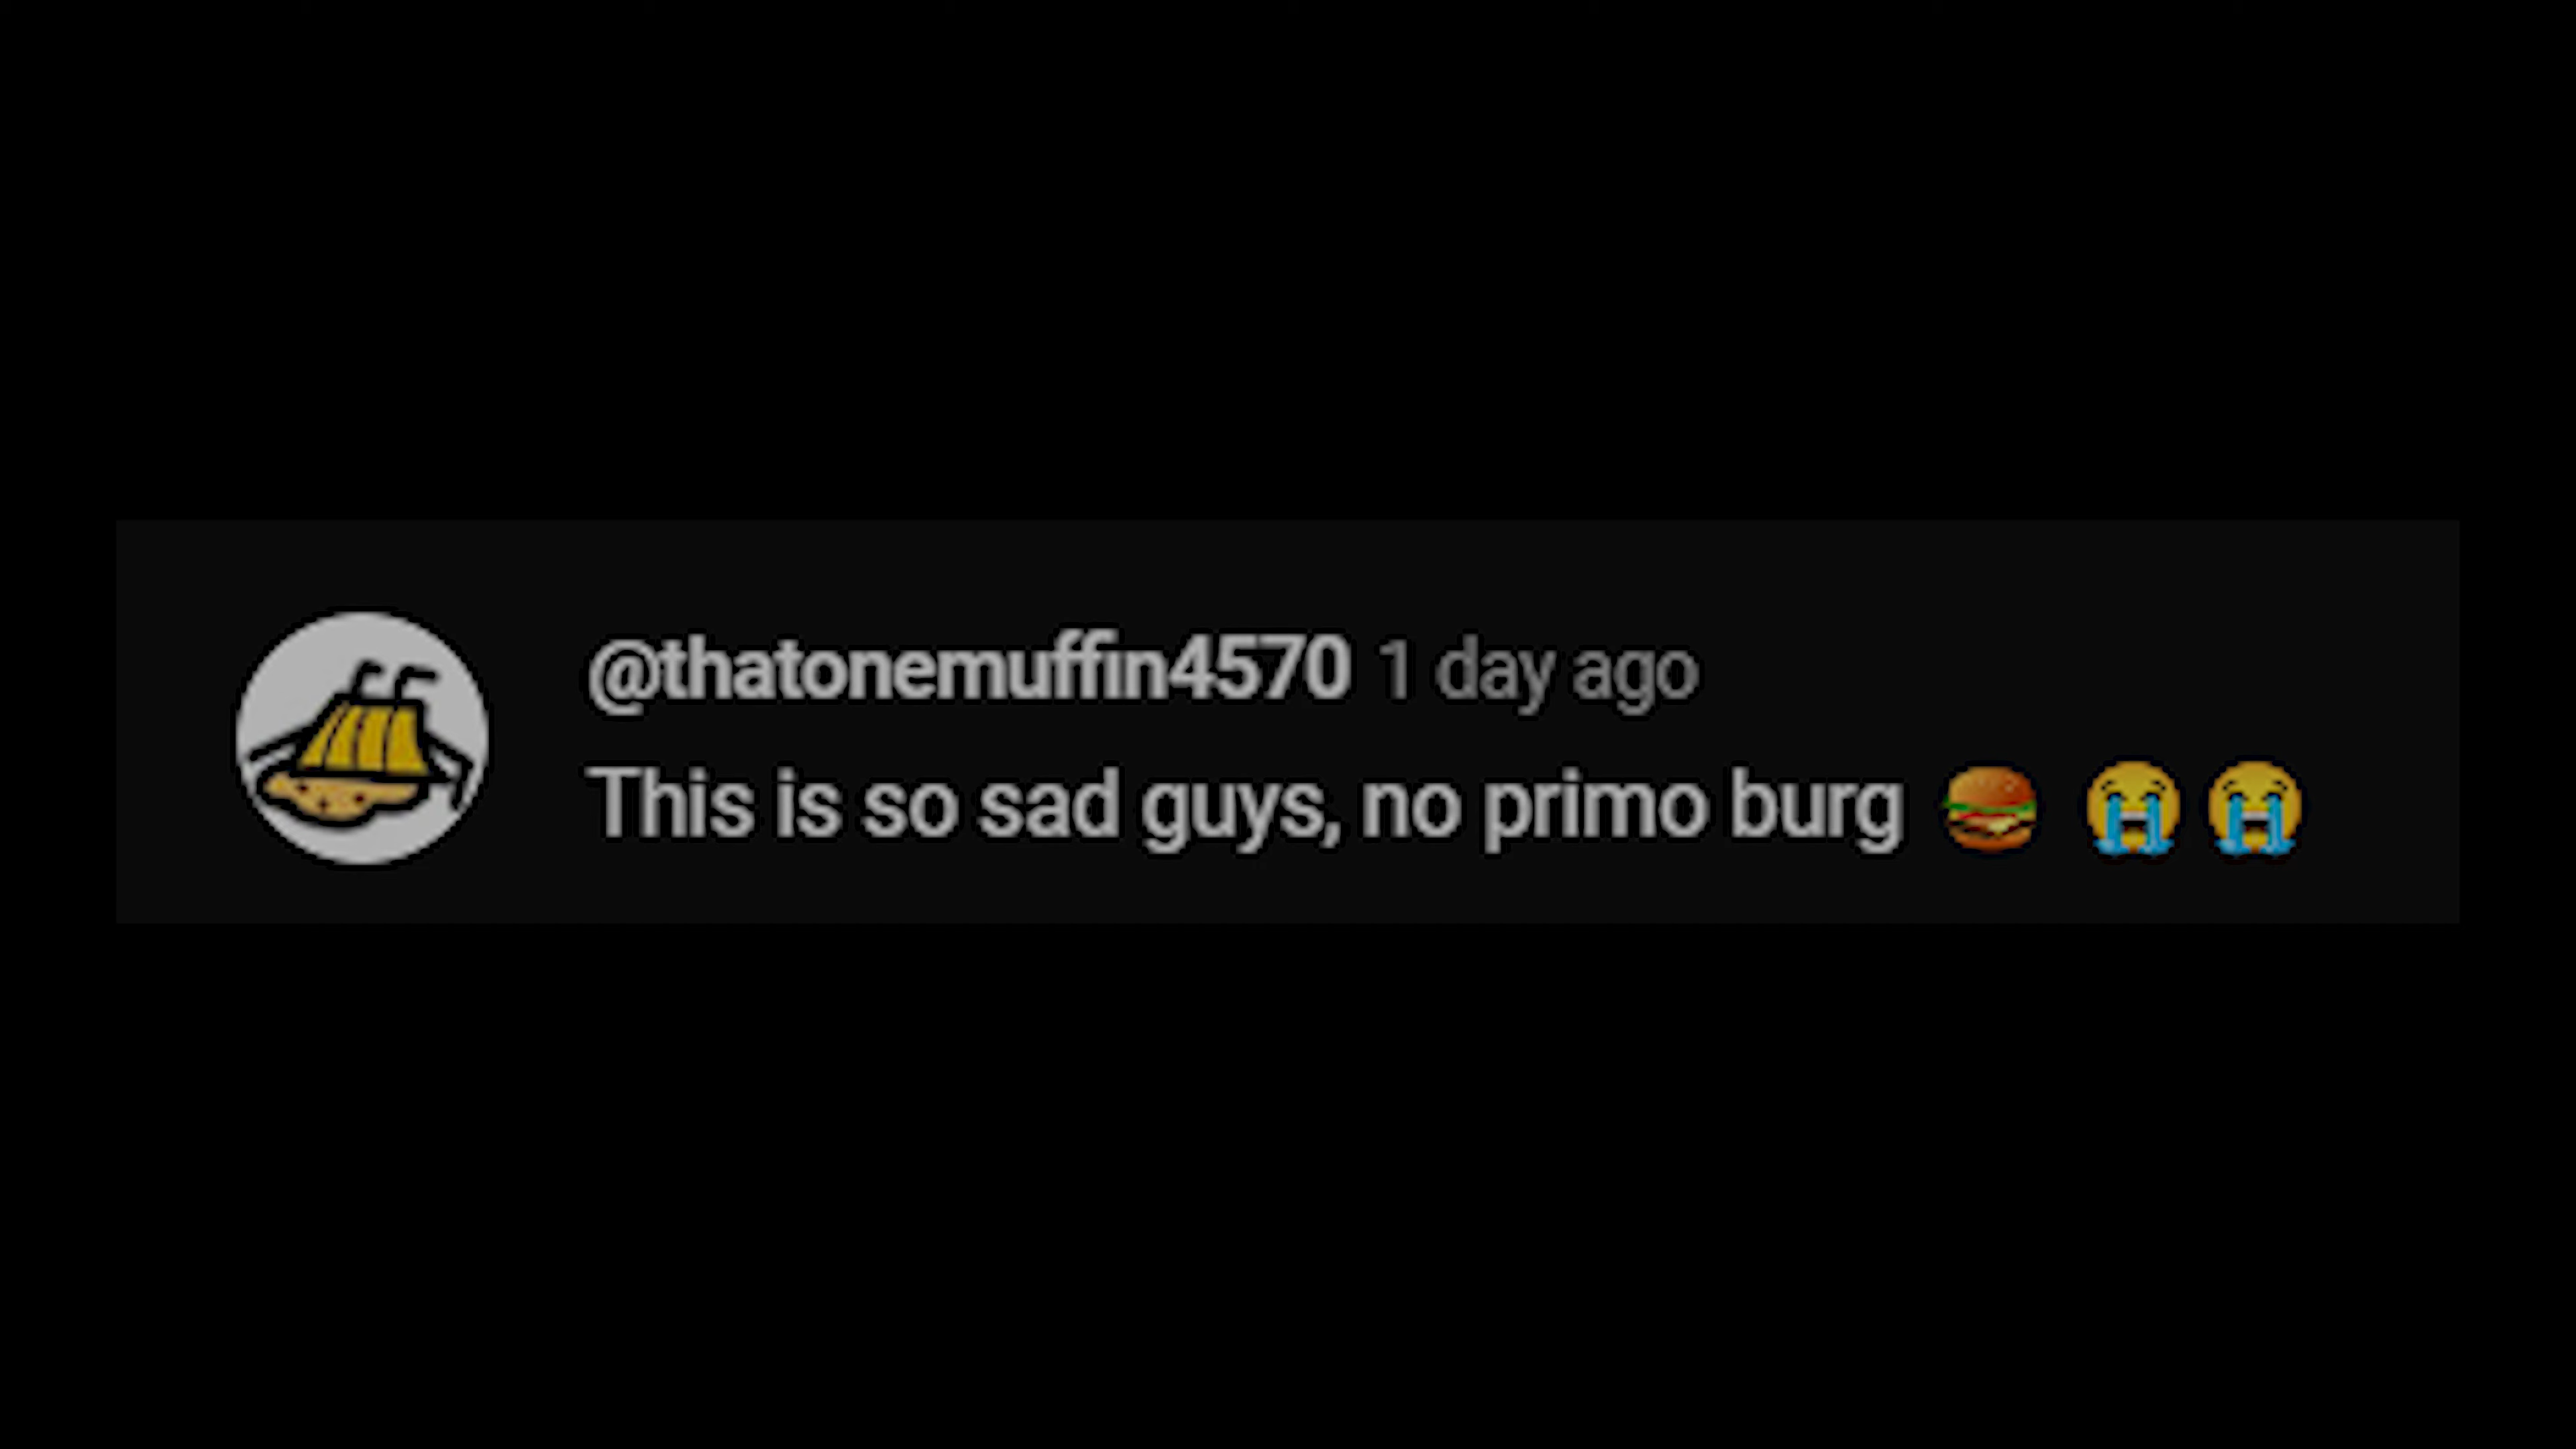 @thatonemuffin4570 1 day ago
This is so sad guys, no primo burg 🍔 😭😭